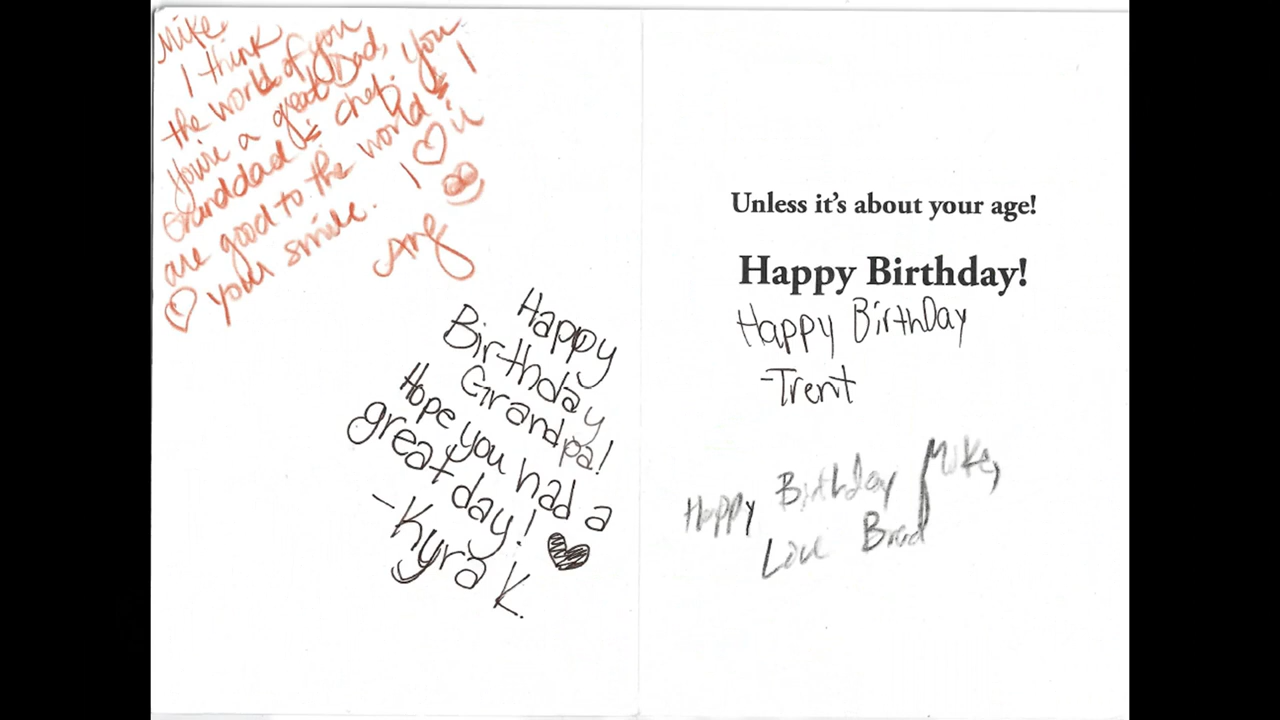 Mike
I think
the world of you
You're a great Dad,
Granddad & chef. You
are good to the world & I
♡ your smile. I ♡ U
Ang
Happy
Birthday
Grandpa!
Hope you had a
great day!
-Kyra K.
Unless it's about your age!
Happy Birthday!
Happy BirthDay
-Trent
Happy Birthday Mike,
Love Brad